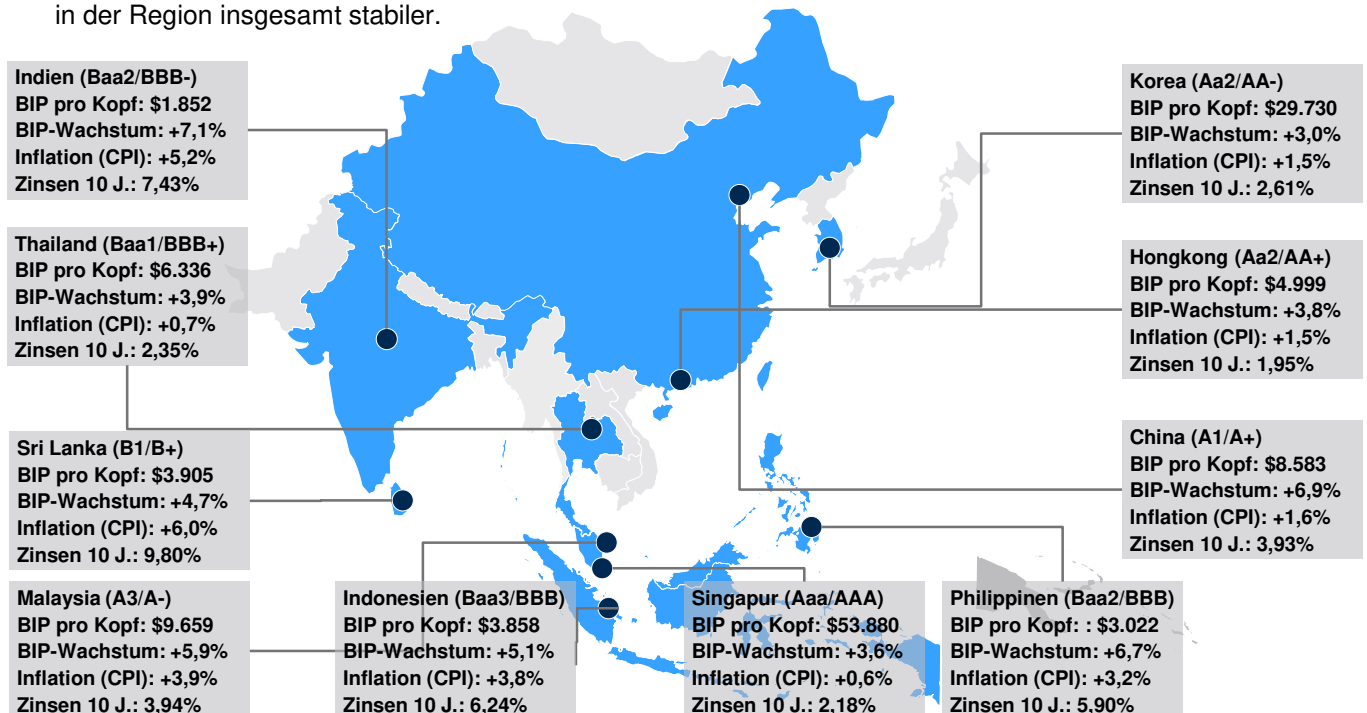 in der Region insgesamt stabiler.
Indien (Baa2/BBB-)
BIP pro Kopf: $1.852
BIP-Wachstum: +7,1%
Inflation (CPI): +5,2%
Zinsen 10 J.: 7,43%
Thailand (Baa1/BBB+)
BIP pro Kopf: $6.336
BIP-Wachstum: +3,9%
Inflation (CPI): +0,7%
Zinsen 10 J.: 2,35%
Sri Lanka (B1/B+)
BIP pro Kopf: $3.905
BIP-Wachstum: +4,7%
Inflation (CPI): +6,0%
Zinsen 10 J.: 9,80%
Malaysia (A3/A-)
BIP pro Kopf: $9.659
BIP-Wachstum: +5,9%
Inflation (CPI): +3,9%
Zinsen 10 J.: 3,94%
Indonesien (Baa3/BBB)
BIP pro Kopf: $3.858
BIP-Wachstum: +5,1%
Inflation (CPI): +3,8%
Zinsen 10 J.: 6,24%
Singapur (Aaa/AAA)
BIP pro Kopf: $53.880
BIP-Wachstum: +3,6%
Inflation (CPI): +0,6%
Zinsen 10 J.: 2,18%
Philippinen (Baa2/BBB)
BIP pro Kopf: : $3.022
BIP-Wachstum: +6,7%
Inflation (CPI): +3,2%
Zinsen 10 J.: 5,90%
Korea (Aa2/AA-)
BIP pro Kopf: $29.730
BIP-Wachstum: +3,0%
Inflation (CPI): +1,5%
Zinsen 10 J.: 2,61%
Hongkong (Aa2/AA+)
BIP pro Kopf: $4.999
BIP-Wachstum: +3,8%
Inflation (CPI): +1,5%
Zinsen 10 J.: 1,95%
China (A1/A+)
BIP pro Kopf: $8.583
BIP-Wachstum: +6,9%
Inflation (CPI): +1,6%
Zinsen 10 J.: 3,93%